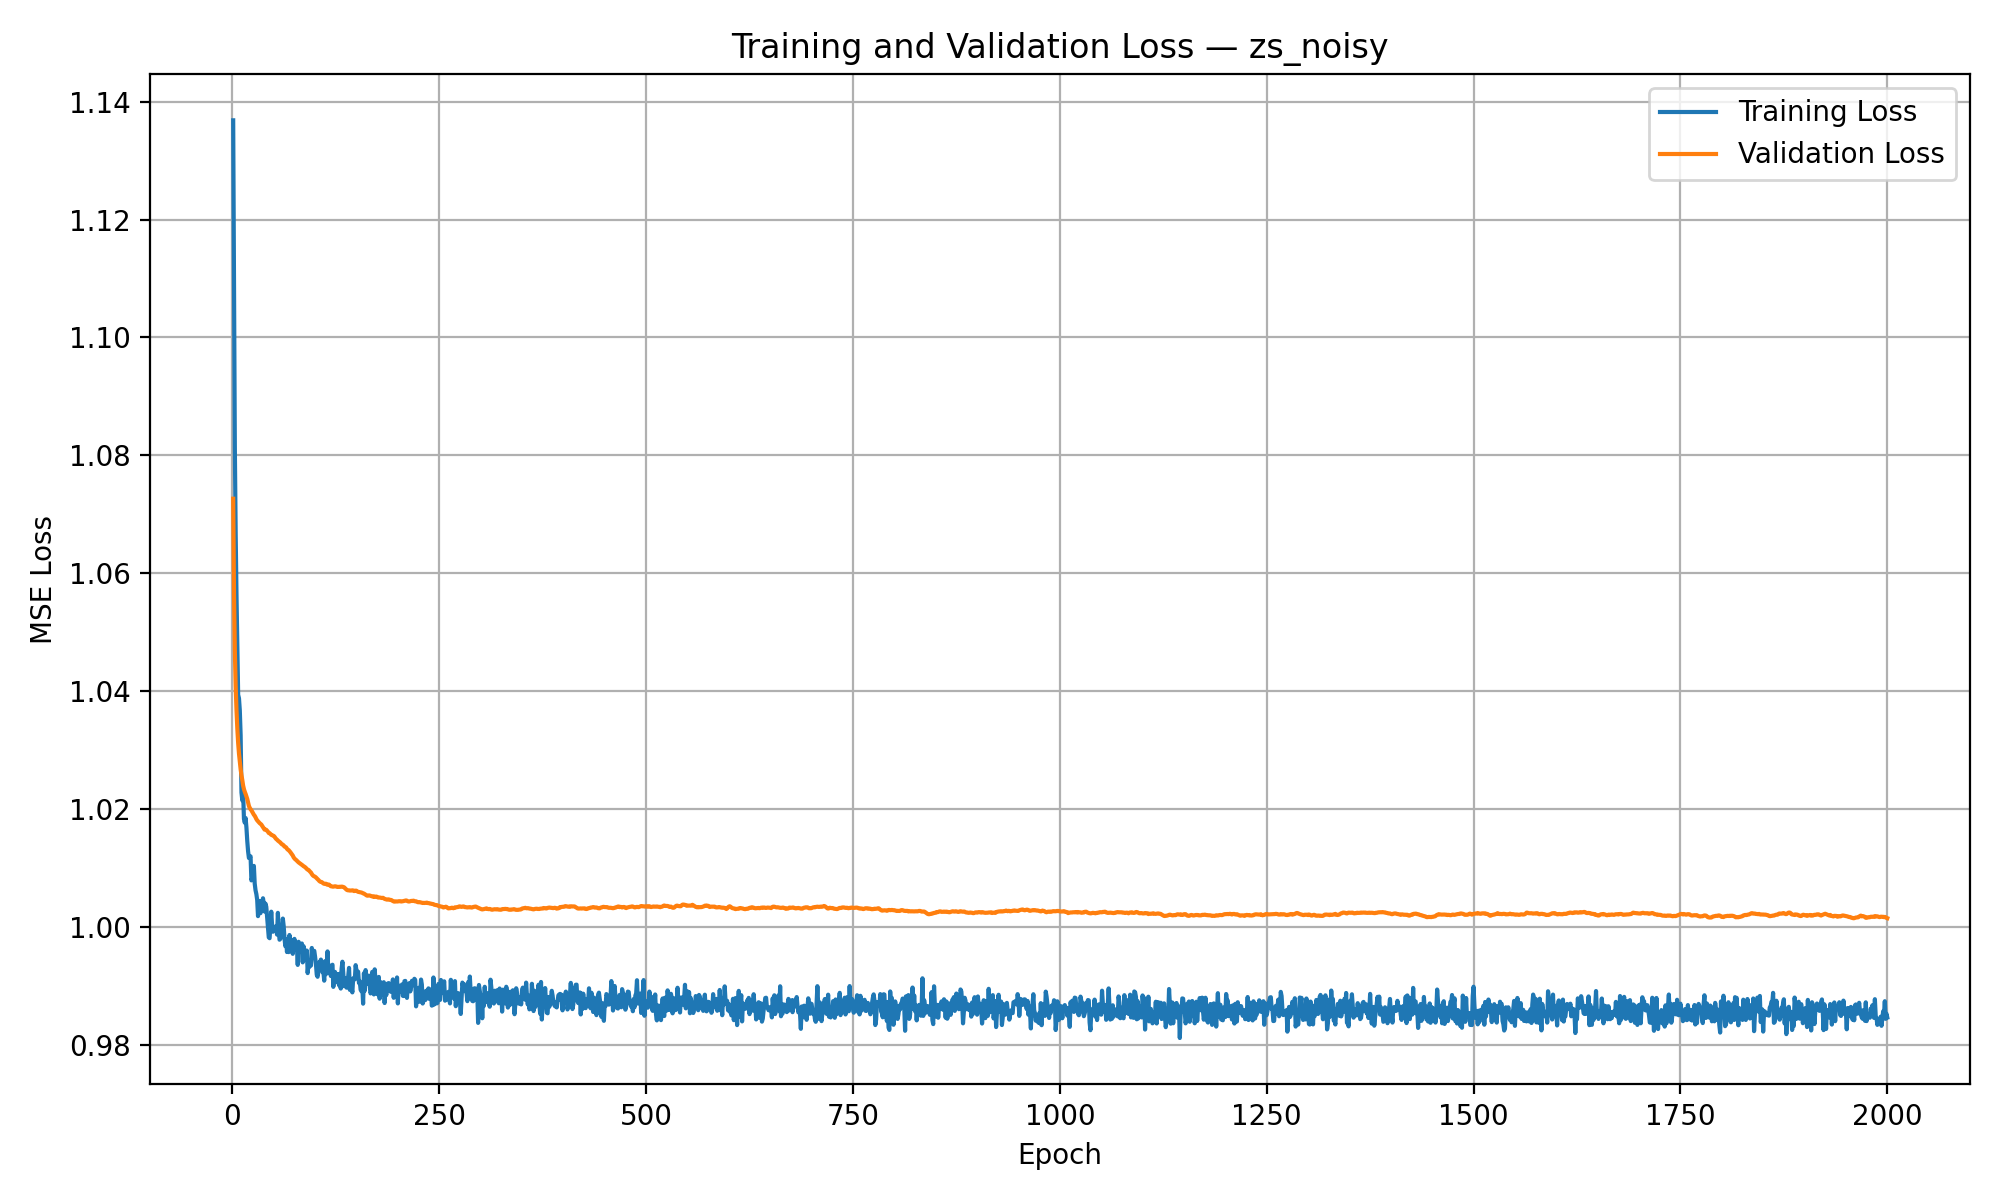 Training and Validation Loss — zs_noisy
1.14
1.12
1.10
1.08
1.06
1.04
1.02
1.00
0.98
MSE Loss
Training Loss
Validation Loss
0 250 500 750 1000 1250 1500 1750 2000
Epoch